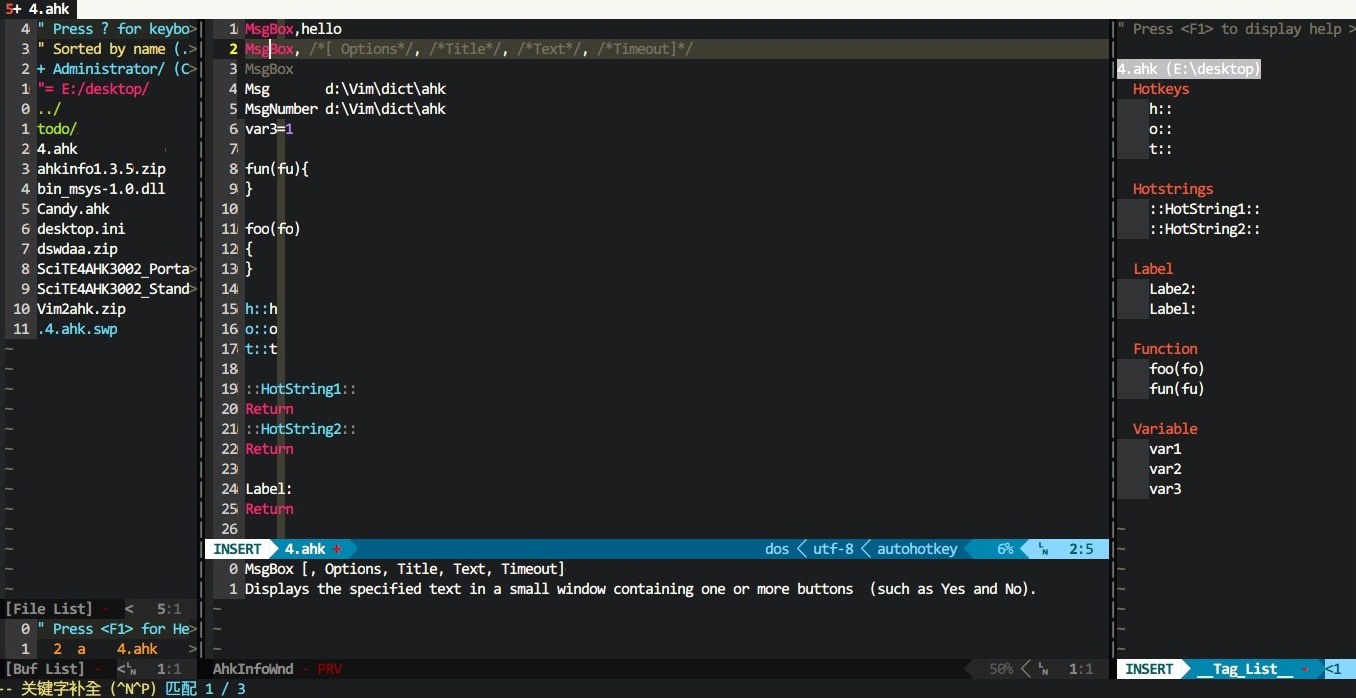 5+ 4.ahk
4 " Press ? for keybo>
3 " Sorted by name (.>
2 + Administrator/ (C>
1 "= E:/desktop/
0 ../
1 todo/
2 4.ahk
3 ahkinfo1.3.5.zip
4 bin_msys-1.0.dll
5 Candy.ahk
6 desktop.ini
7 dswdaa.zip
8 SciTE4AHK3002_Porta>
9 SciTE4AHK3002_Stand>
10 Vim2ahk.zip
11 .4.ahk.swp
~
~
~
~
~
~
~
~
~
~
~
~
~
[File List] - < 5:1
0 " Press <F1> for He>
1 2 a 4.ahk >
[Buf List] - < LN 1:1
1 MsgBox,hello
2 MsgBox, /*[ Options*/, /*Title*/, /*Text*/, /*Timeout]*/
3 MsgBox
4 Msg d:\Vim\dict\ahk
5 MsgNumber d:\Vim\dict\ahk
6 var3=1
7
8 fun(fu){
9 }
10
11 foo(fo)
12 {
13 }
14
15 h::h
16 o::o
17 t::t
18
19 ::HotString1::
20 Return
21 ::HotString2::
22 Return
23
24 Label:
25 Return
26
INSERT 4.ahk + dos < utf-8 < autohotkey 6% LN 2:5
0 MsgBox [, Options, Title, Text, Timeout]
1 Displays the specified text in a small window containing one or more buttons (such as Yes and No).
~
~
~
AhkInfoWnd - PRV 50% < LN 1:1
" Press <F1> to display help >
4.ahk (E:\desktop)
Hotkeys
h::
o::
t::
Hotstrings
::HotString1::
::HotString2::
Label
Labe2:
Label:
Function
foo(fo)
fun(fu)
Variable
var1
var2
var3
~
~
~
~
~
~
~
INSERT __Tag_List__ - <1
-- 关键字补全 (^N^P) 匹配 1 / 3